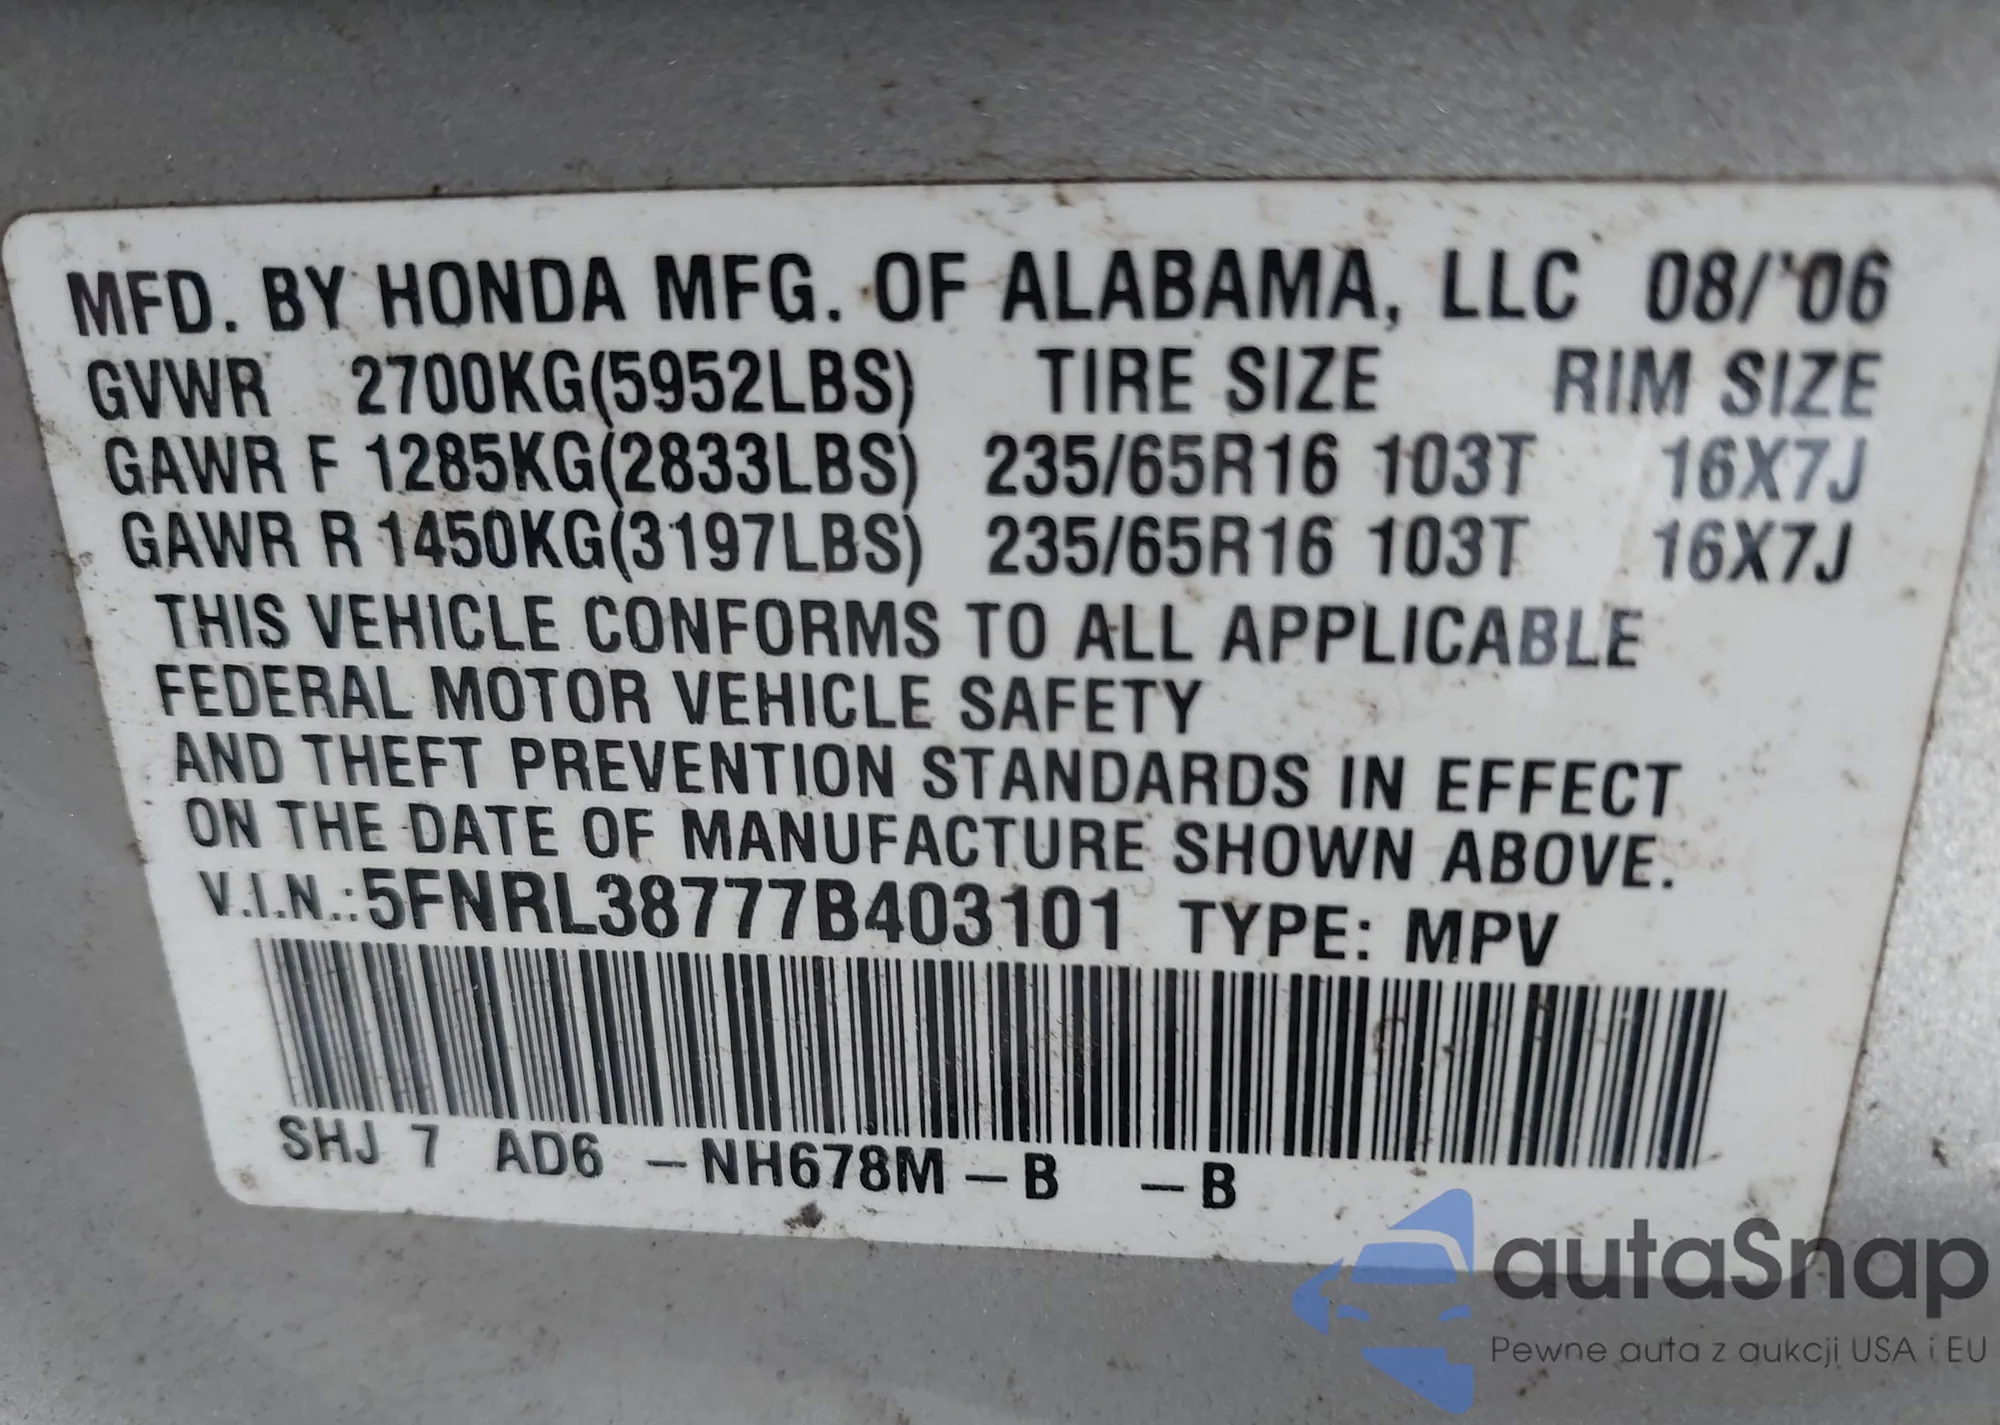 MFD. BY HONDA MFG. OF ALABAMA, LLC 08/'06
GVWR 2700KG(5952LBS) TIRE SIZE RIM SIZE
GAWR F 1285KG(2833LBS) 235/65R16 103T 16X7J
GAWR R 1450KG(3197LBS) 235/65R16 103T 16X7J
THIS VEHICLE CONFORMS TO ALL APPLICABLE
FEDERAL MOTOR VEHICLE SAFETY
AND THEFT PREVENTION STANDARDS IN EFFECT
ON THE DATE OF MANUFACTURE SHOWN ABOVE.
V.I.N.:5FNRL38777B403101 TYPE: MPV
SHJ 7 AD6 -NH678M-B -B
autaSnap
Pewne auta z aukcji USA i EU